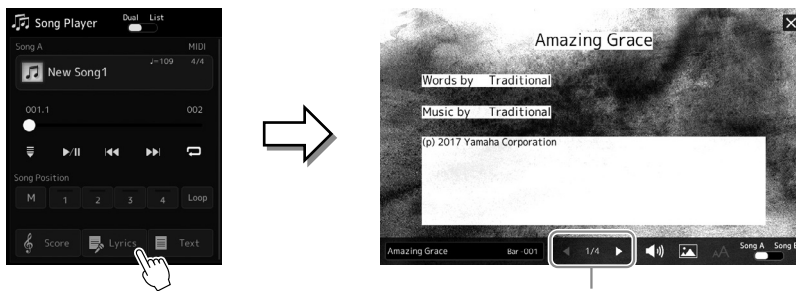 Song Player
Dual List
Song A MIDI
New Song1 ♩=109 4/4
001.1 002
Song Position
M 1 2 3 4 Loop
Score Lyrics Text
Amazing Grace
Words by Traditional
Music by Traditional
(p) 2017 Yamaha Corporation
Amazing Grace Bar -001 1/4 AA Song A Song B